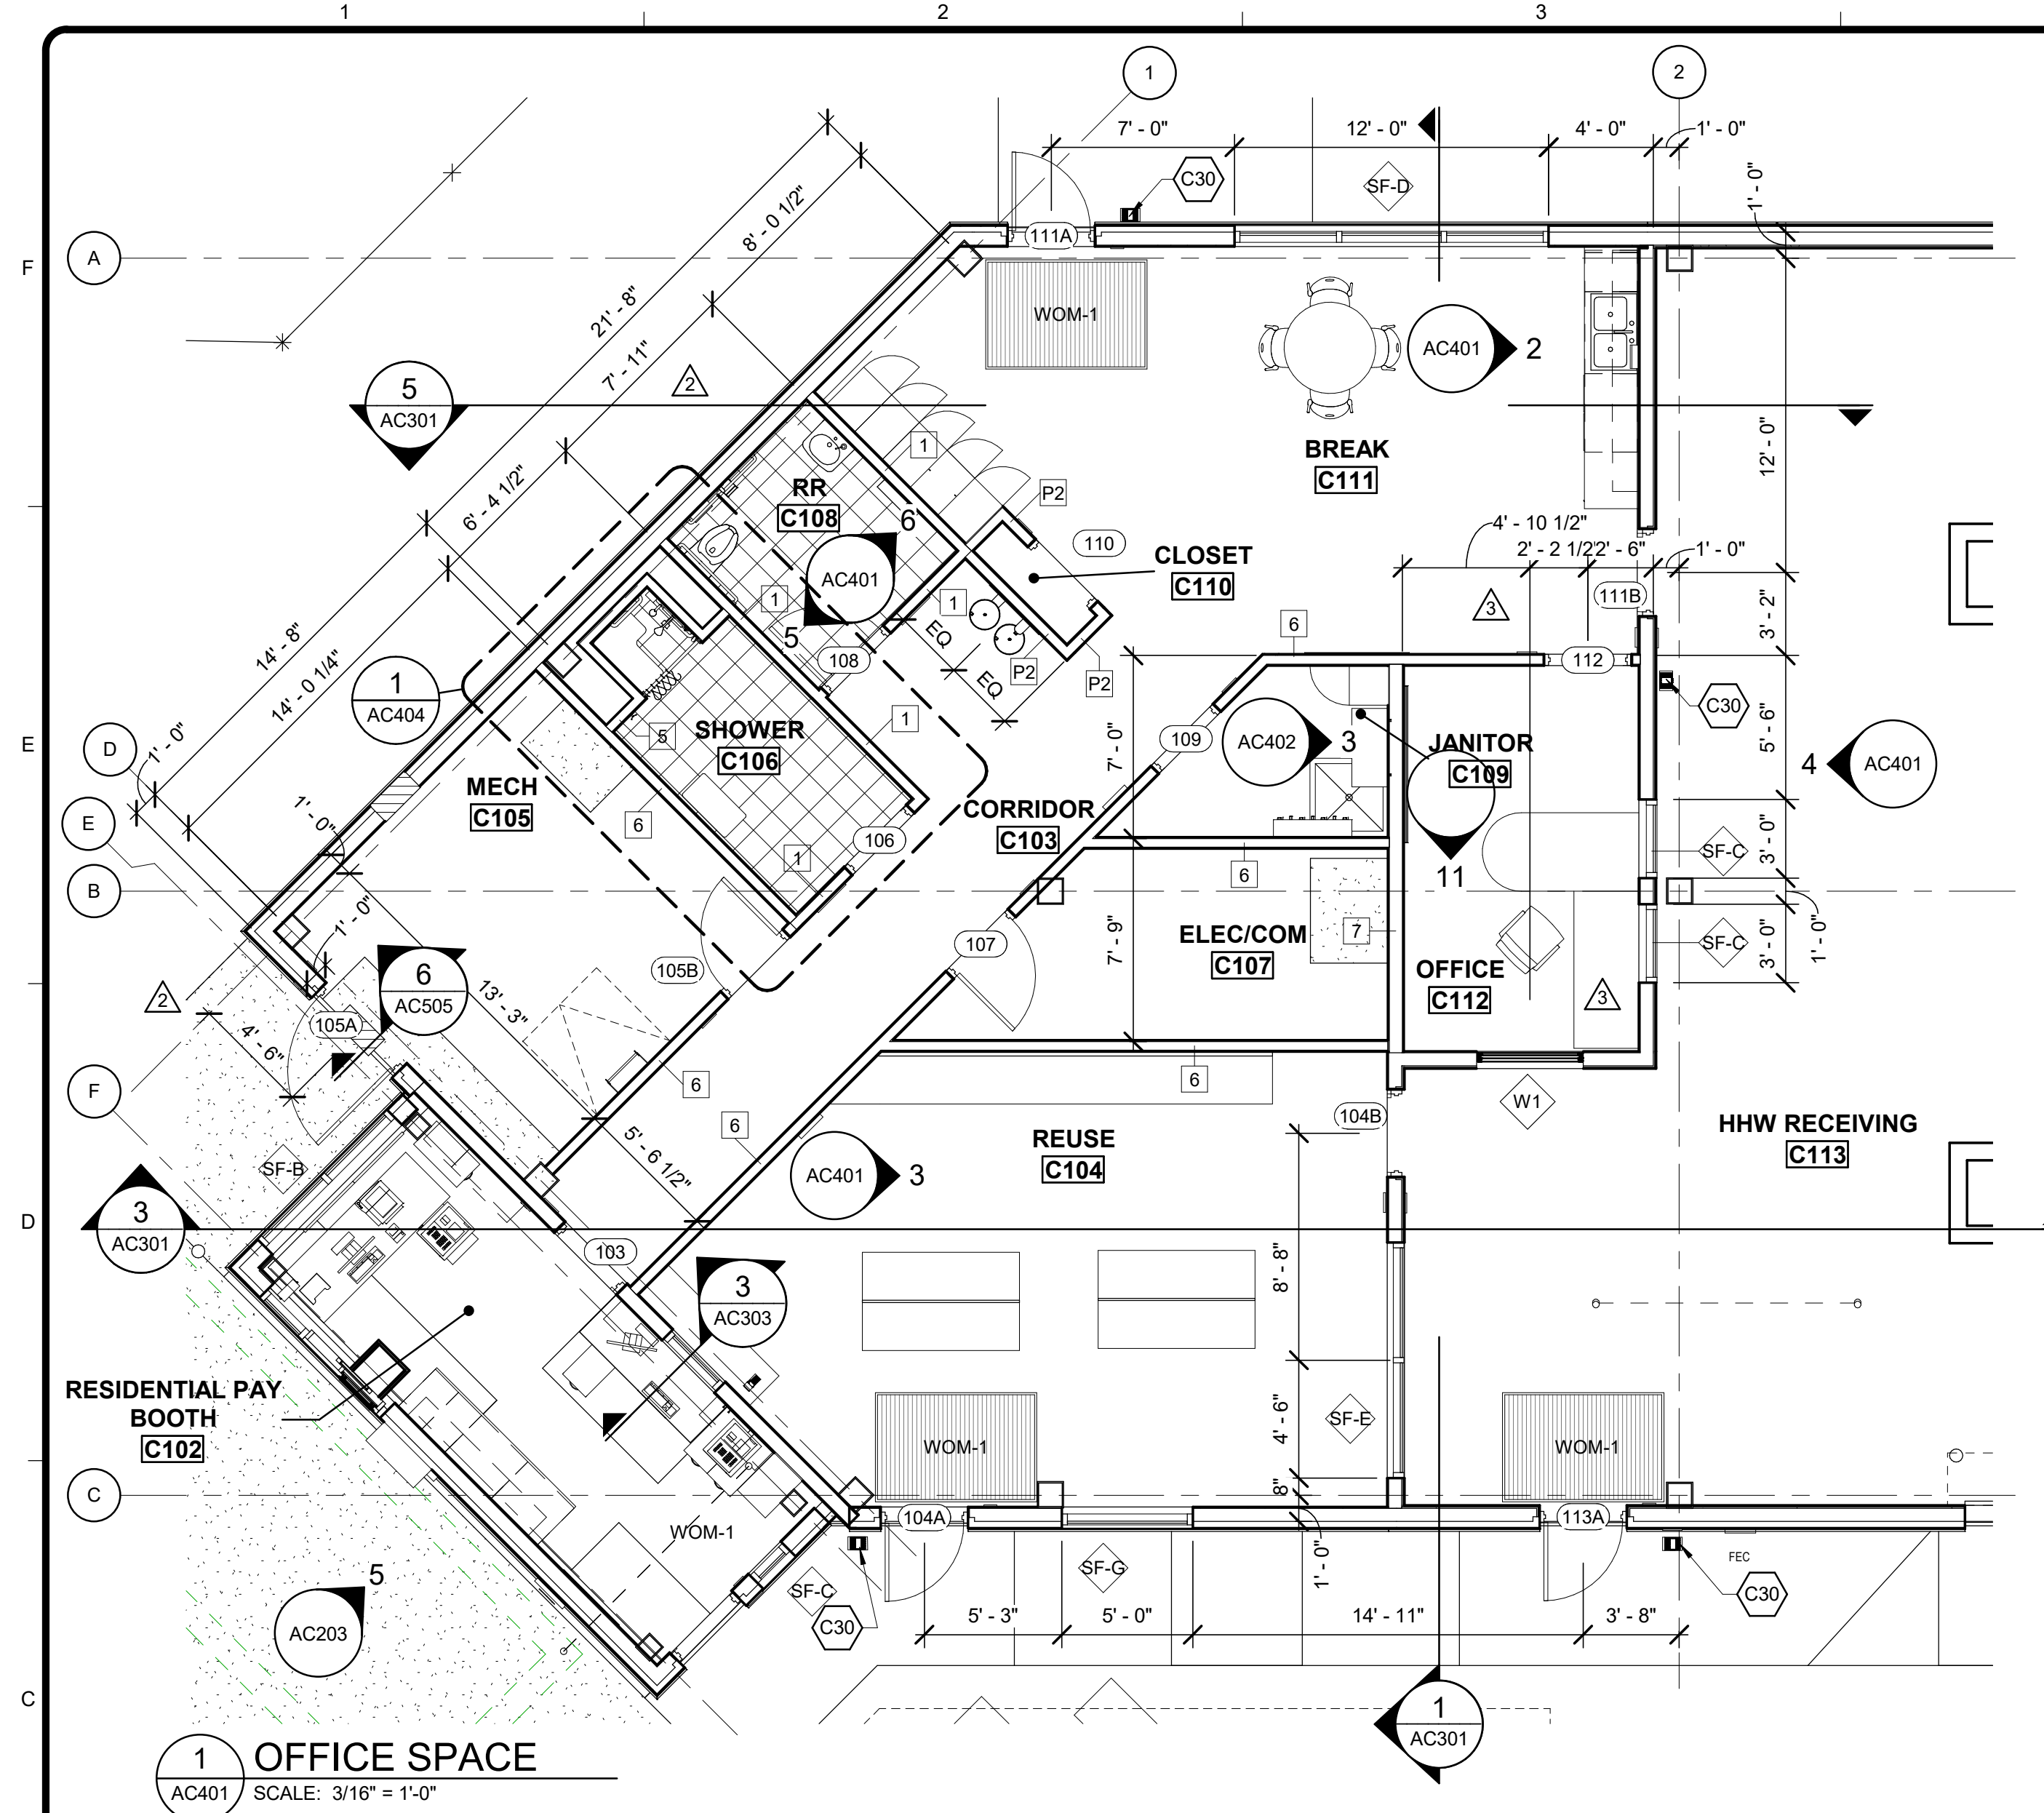 1
2
3
1
2
7' - 0"
12' - 0"
4' - 0"
1' - 0"
C30
SF-D
1' - 0"
8' - 0 1/2"
111A
F
A
21' - 8"
WOM-1
7' - 11"
2
AC401
2
5
AC301
12' - 0"
1
BREAK
C111
RR
C108
P2
6' - 4 1/2"
6
4' - 10 1/2"
110
2' - 2 1/2"
2' - 6"
1' - 0"
CLOSET
C110
AC401
1
1
111B
3
3' - 2"
6
5
EQ
14' - 8"
14' - 0 1/4"
108
P2
P2
EQ
112
1
AC404
C30
1
SHOWER
C106
5
7' - 0"
109
AC402
3
JANITOR
C109
5' - 6"
4
AC401
E
D
1' - 0"
MECH
C105
CORRIDOR
C103
E
1' - 0"
6
106
1
11
SF-C
3' - 0"
6
B
1' - 0"
7' - 9"
107
ELEC/COM
C107
7
SF-C
3' - 0"
1' - 0"
105B
OFFICE
C112
3
2
6
AC505
13' - 3"
105A
4' - 6"
F
6
6
6
W1
104B
REUSE
C104
HHW RECEIVING
C113
SF-B
5' - 6 1/2"
AC401
3
D
3
AC301
103
3
AC303
8' - 8"
RESIDENTIAL PAY
BOOTH
C102
4' - 6"
SF-E
WOM-1
WOM-1
8"
C
WOM-1
104A
113A
1' - 0"
FEC
5
SF-C
SF-G
C30
C30
AC203
5' - 3"
5' - 0"
14' - 11"
3' - 8"
C
1
AC301
1
AC401
OFFICE SPACE
SCALE: 3/16" = 1'-0"